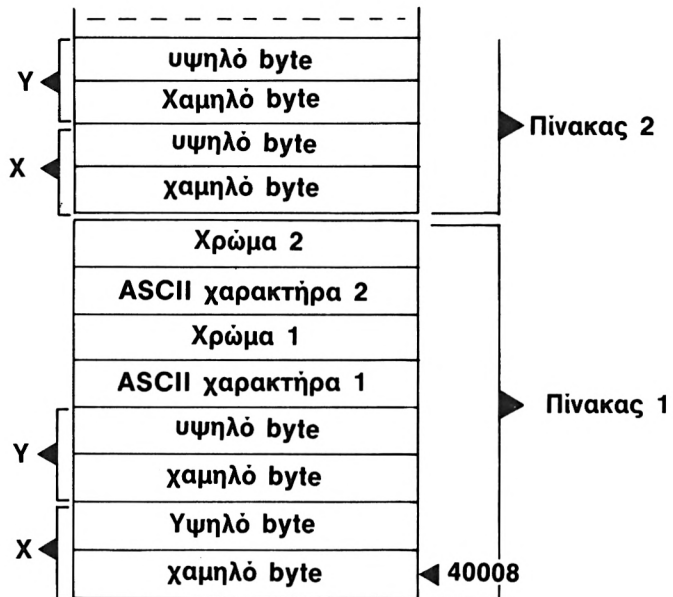 υψηλό byte
Y
Χαμηλό byte
Πίνακας 2
υψηλό byte
X
χαμηλό byte
Χρώμα 2
ASCII χαρακτήρα 2
Χρώμα 1
ASCII χαρακτήρα 1
Πίνακας 1
υψηλό byte
Y
χαμηλό byte
Υψηλό byte
X
χαμηλό byte
40008